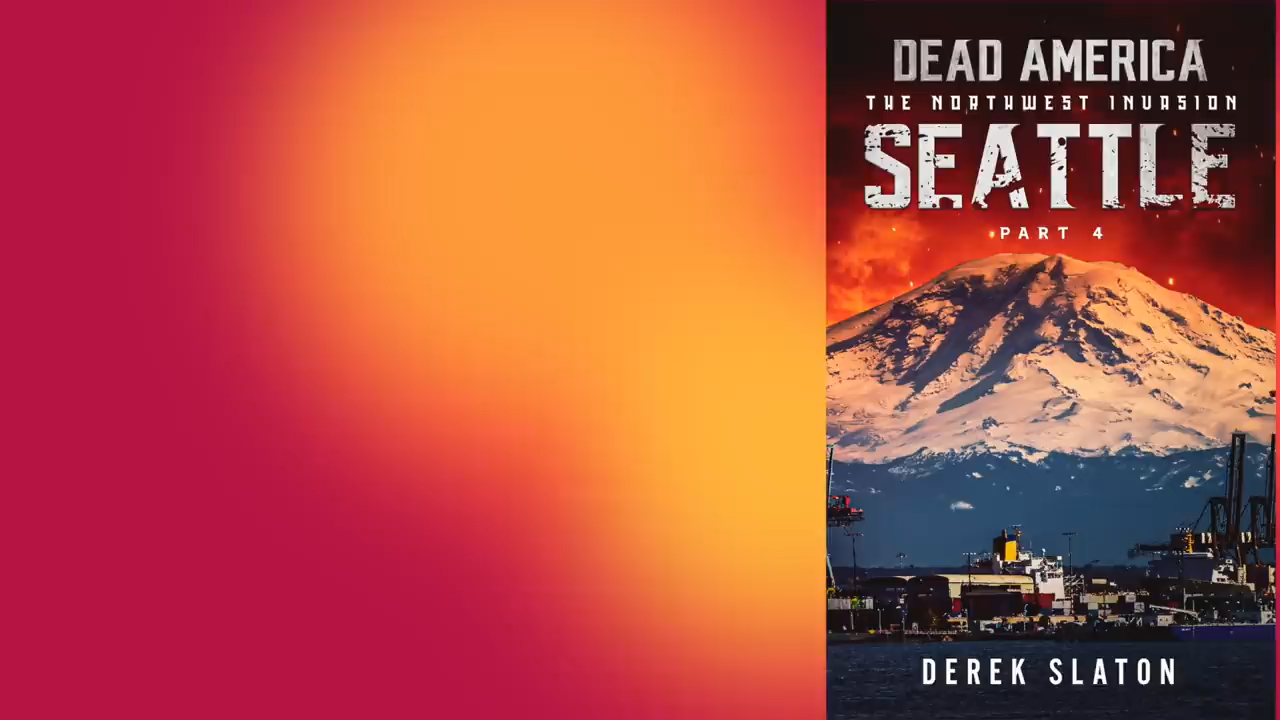 DEAD AMERICA
THE NORTHWEST INVASION
SEATTLE
PART 4
DEREK SLATON